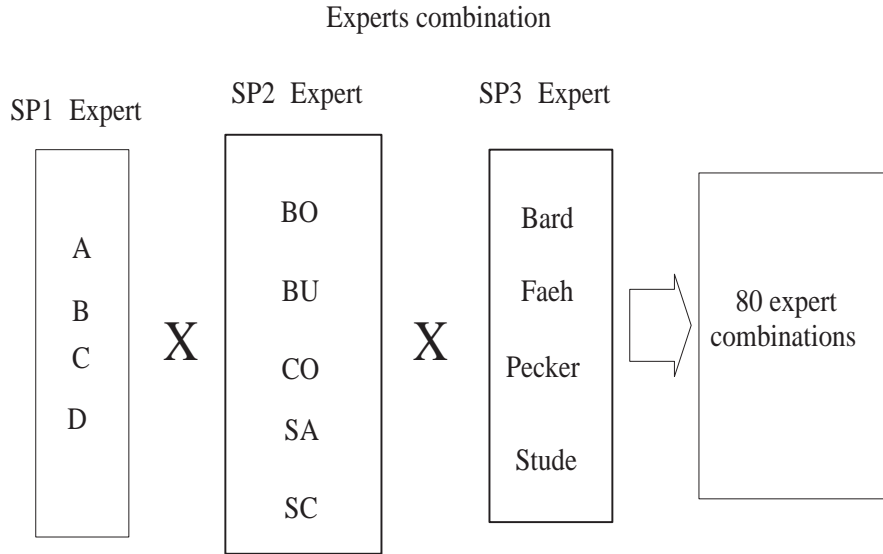 Experts combination
SP1 Expert
SP2 Expert
SP3 Expert
A
B
C
D
X
BO
BU
CO
SA
SC
X
Bard
Faeh
Pecker
Stude
80 expert
combinations